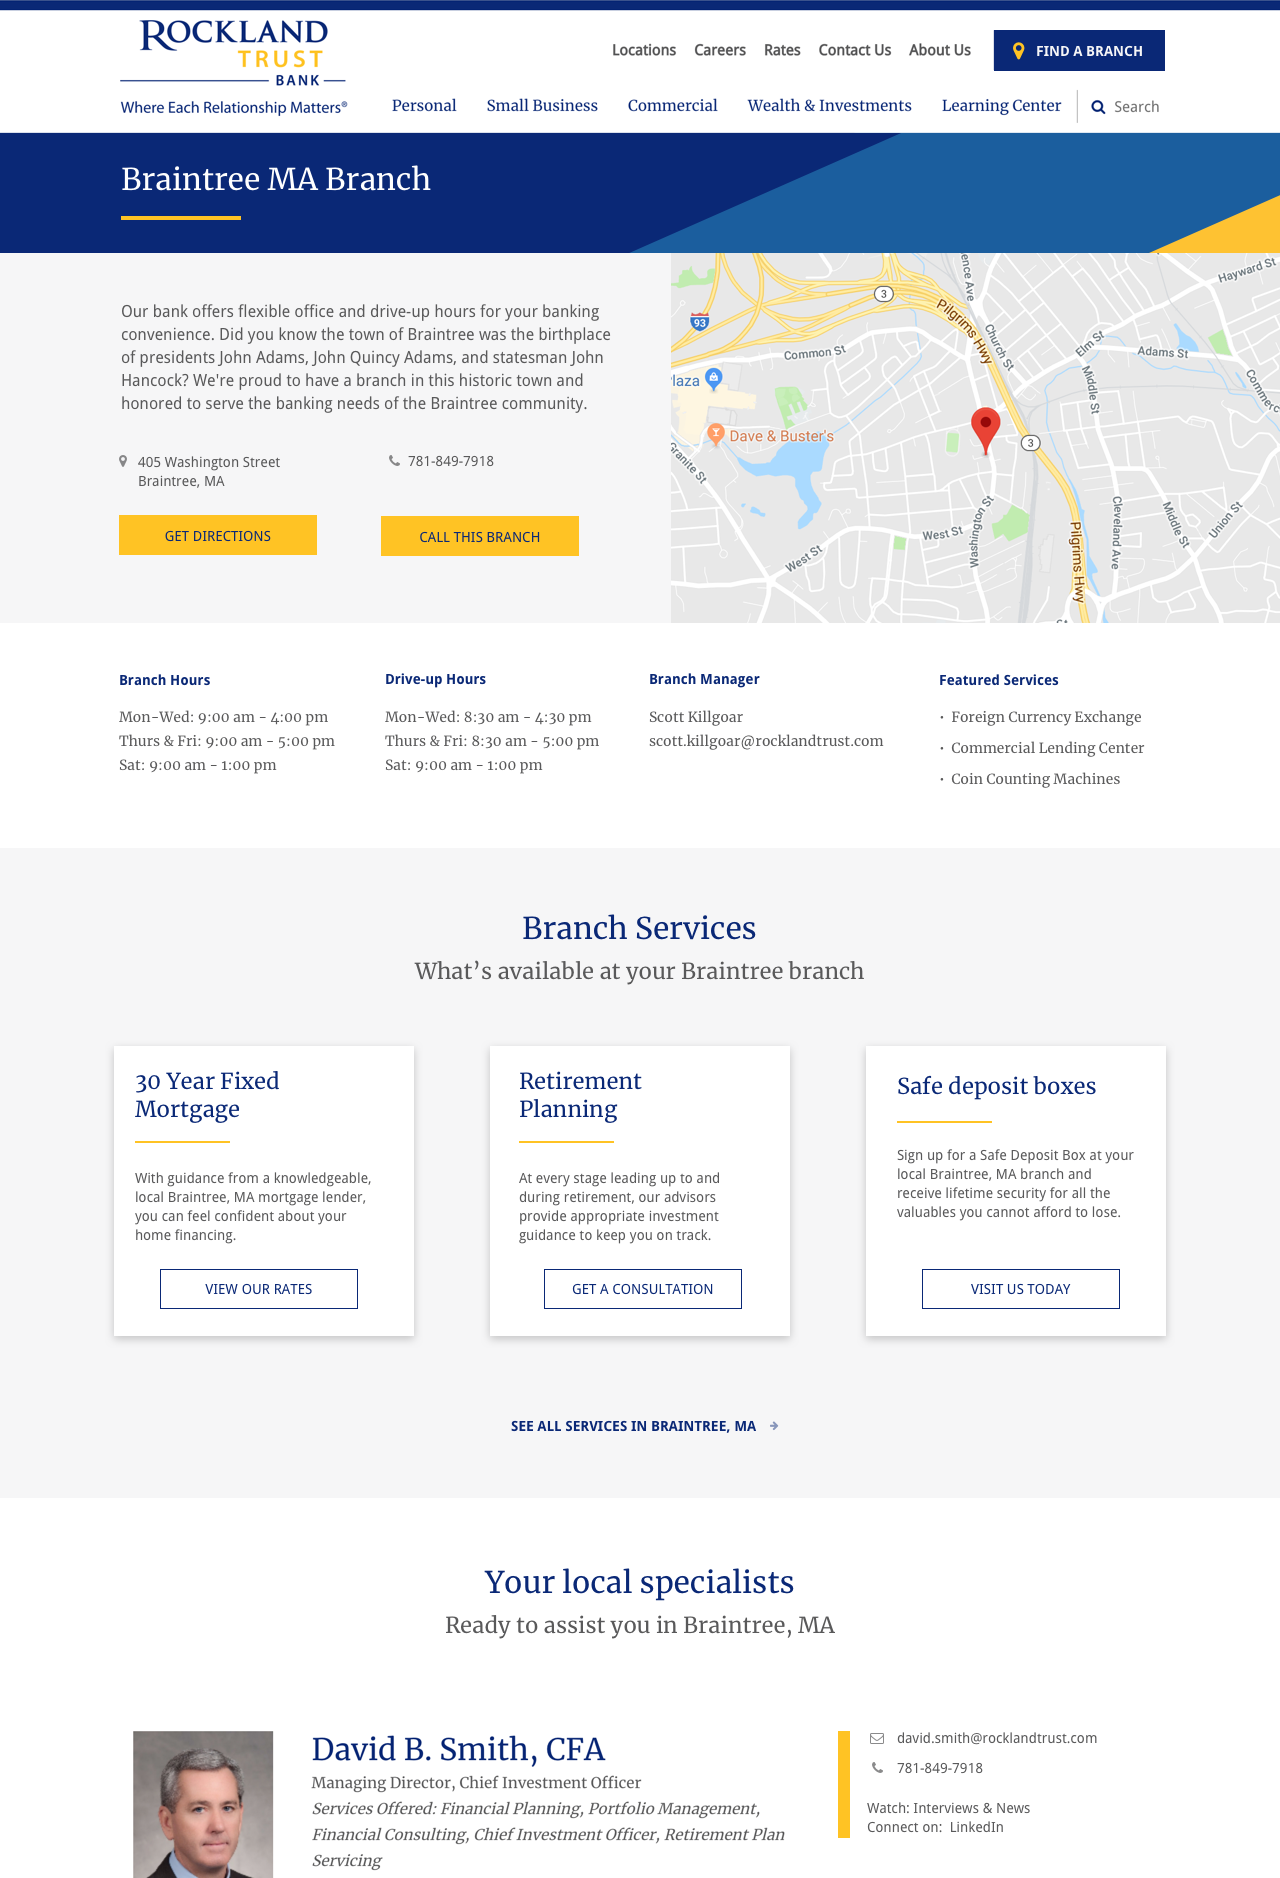 ROCKLAND
TRUST
BANK
Where Each Relationship Matters®
Locations Careers Rates Contact Us About Us FIND A BRANCH
Personal Small Business Commercial Wealth & Investments Learning Center Search
Braintree MA Branch
Our bank offers flexible office and drive-up hours for your banking
convenience. Did you know the town of Braintree was the birthplace
of presidents John Adams, John Quincy Adams, and statesman John
Hancock? We're proud to have a branch in this historic town and
honored to serve the banking needs of the Braintree community.
405 Washington Street
Braintree, MA
781-849-7918
GET DIRECTIONS
CALL THIS BRANCH
ence Ave
Hayward St
3
Pilgrims Hwy
93
Church St
Elm St
Common St
Adams St
Middle St
Commerc
laza
Dave & Buster's
3
Granite St
Washington St
Cleveland Ave
Middle St
Union St
West St
West St
Pilgrims Hwy
St
Branch Hours
Mon-Wed: 9:00 am - 4:00 pm
Thurs & Fri: 9:00 am - 5:00 pm
Sat: 9:00 am - 1:00 pm
Drive-up Hours
Mon-Wed: 8:30 am - 4:30 pm
Thurs & Fri: 8:30 am - 5:00 pm
Sat: 9:00 am - 1:00 pm
Branch Manager
Scott Killgoar
scott.killgoar@rocklandtrust.com
Featured Services
· Foreign Currency Exchange
· Commercial Lending Center
· Coin Counting Machines
Branch Services
What’s available at your Braintree branch
30 Year Fixed
Mortgage
With guidance from a knowledgeable,
local Braintree, MA mortgage lender,
you can feel confident about your
home financing.
VIEW OUR RATES
Retirement
Planning
At every stage leading up to and
during retirement, our advisors
provide appropriate investment
guidance to keep you on track.
GET A CONSULTATION
Safe deposit boxes
Sign up for a Safe Deposit Box at your
local Braintree, MA branch and
receive lifetime security for all the
valuables you cannot afford to lose.
VISIT US TODAY
SEE ALL SERVICES IN BRAINTREE, MA
Your local specialists
Ready to assist you in Braintree, MA
David B. Smith, CFA
Managing Director, Chief Investment Officer
Services Offered: Financial Planning, Portfolio Management,
Financial Consulting, Chief Investment Officer, Retirement Plan
Servicing
david.smith@rocklandtrust.com
781-849-7918
Watch: Interviews & News
Connect on: LinkedIn